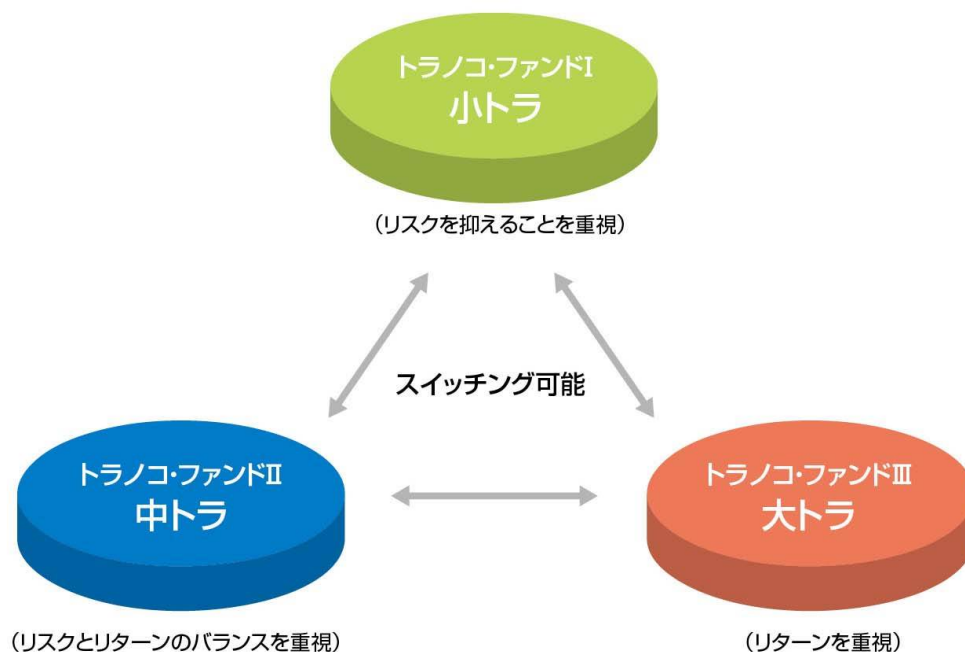 トラノコ・ファンドⅠ
小トラ
（リスクを抑えることを重視）
スイッチング可能
トラノコ・ファンドⅡ
中トラ
（リスクとリターンのバランスを重視）
トラノコ・ファンドⅢ
大トラ
（リターンを重視）